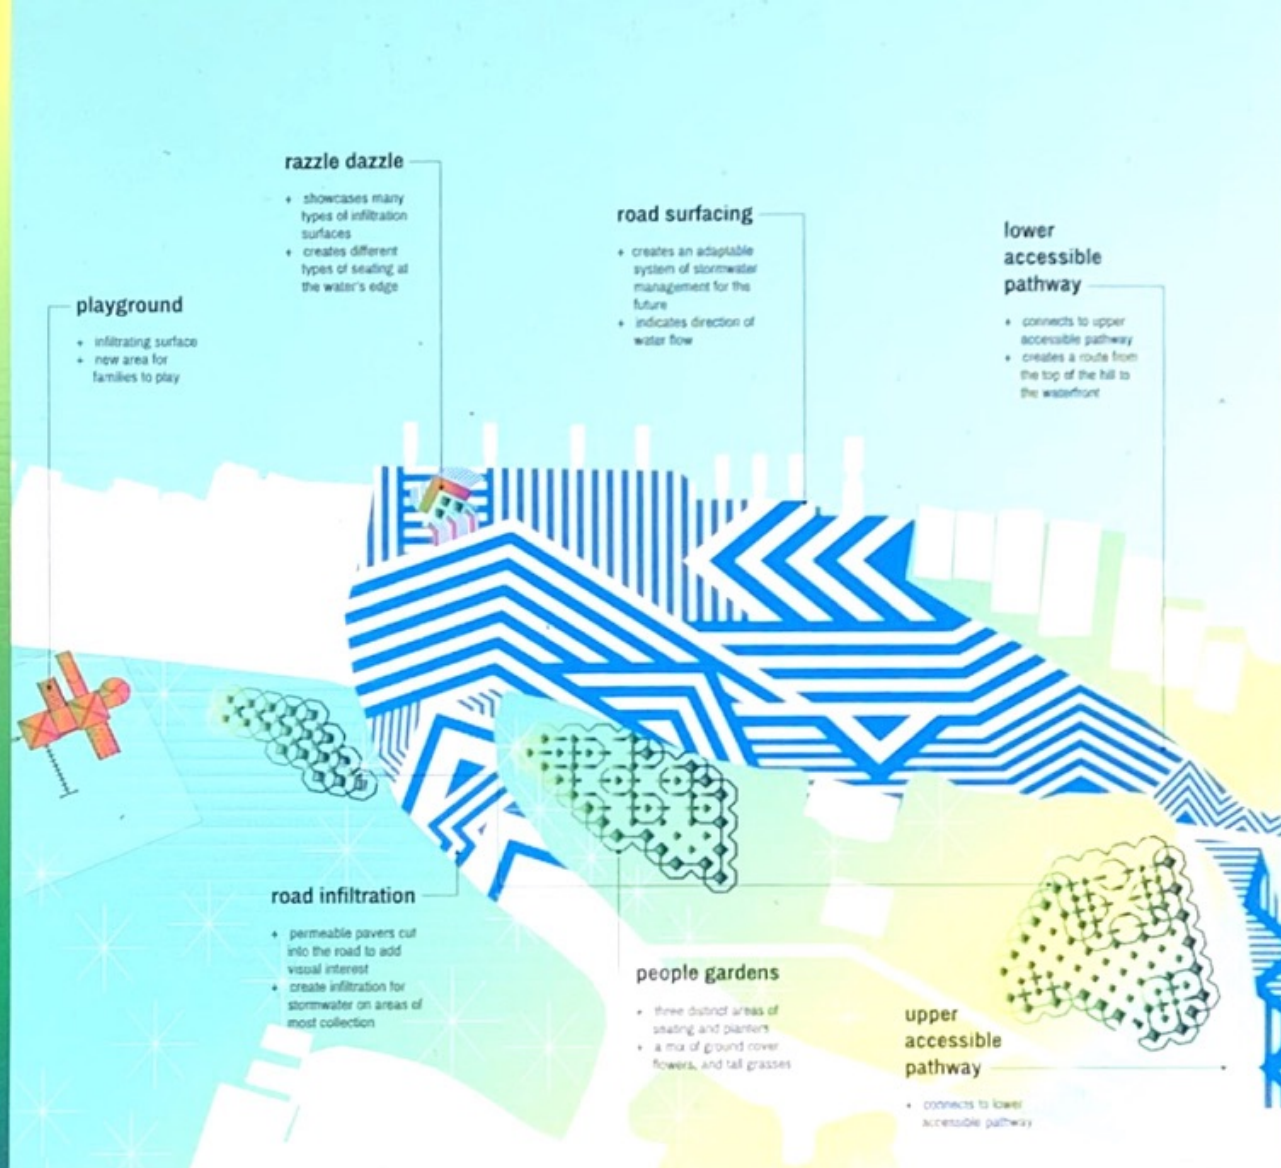 razzle dazzle
+ showcases many
types of infiltration
surfaces
+ creates different
types of seating at
the water's edge
road surfacing
+ creates an adaptable
system of stormwater
management for the
future
+ indicates direction of
water flow
lower
accessible
pathway
+ connects to upper
accessible pathway
+ creates a route from
the top of the hill to
the waterfront
playground
+ infiltrating surface
+ new area for
families to play
road infiltration
+ permeable pavers cut
into the road to add
visual interest
+ create infiltration for
stormwater on areas of
most collection
people gardens
+ three distinct areas of
seating and planters
+ a mix of ground cover,
flowers, and tall grasses
upper
accessible
pathway
+ connects to lower
accessible pathway